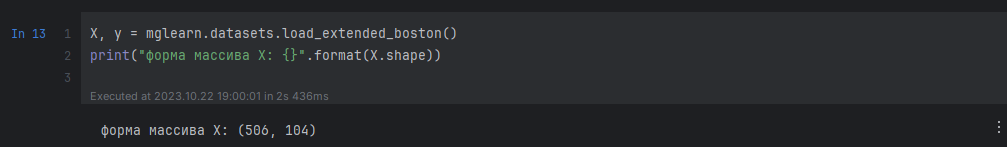 In 13
1 X, y = mglearn.datasets.load_extended_boston()
2 print("форма массива X: {}".format(X.shape))
3
Executed at 2023.10.22 19:00:01 in 2s 436ms
форма массива X: (506, 104)